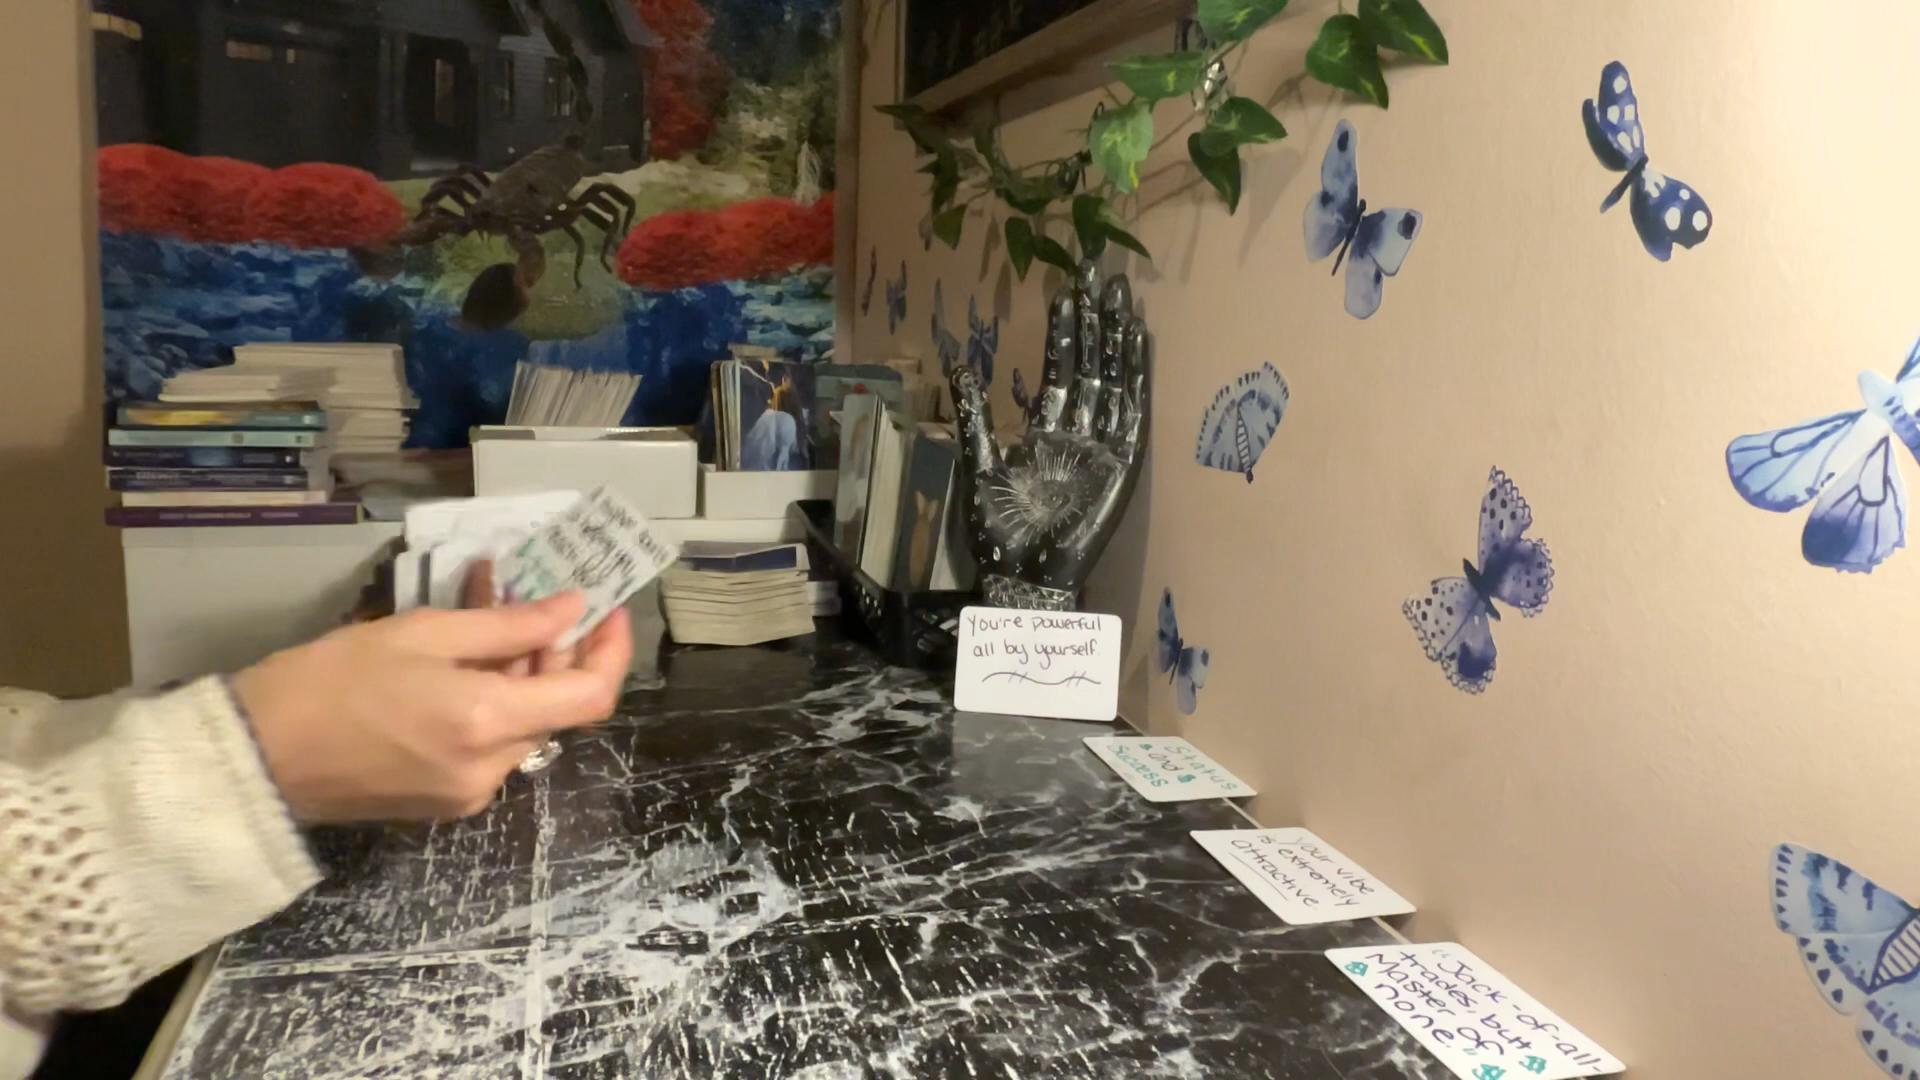 You're powerful
all by yourself.
Status
and
Success
Your vibe
is extremely
attractive.
"Jack-of-all-
trades, but
Master of
none."